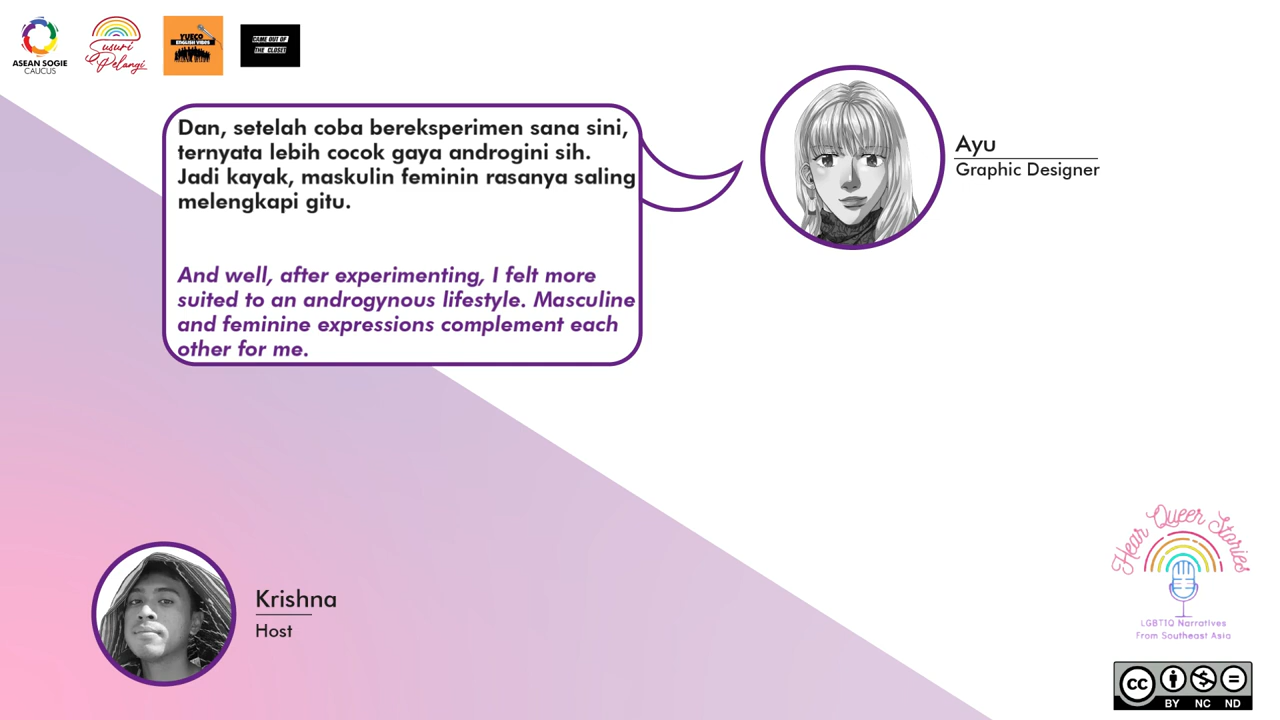 ASEAN SOGIE
CAUCUS
Susuri
Pelangi
YUECO
ENGLISH VIBES
CAME OUT OF
THE CLOSET
Dan, setelah coba bereksperimen sana sini,
ternyata lebih cocok gaya androgini sih.
Jadi kayak, maskulin feminin rasanya saling
melengkapi gitu.
And well, after experimenting, I felt more
suited to an androgynous lifestyle. Masculine
and feminine expressions complement each
other for me.
Ayu
Graphic Designer
Krishna
Host
Hear Queer Stories
LGBTIQ Narratives
From Southeast Asia
cc
BY NC ND